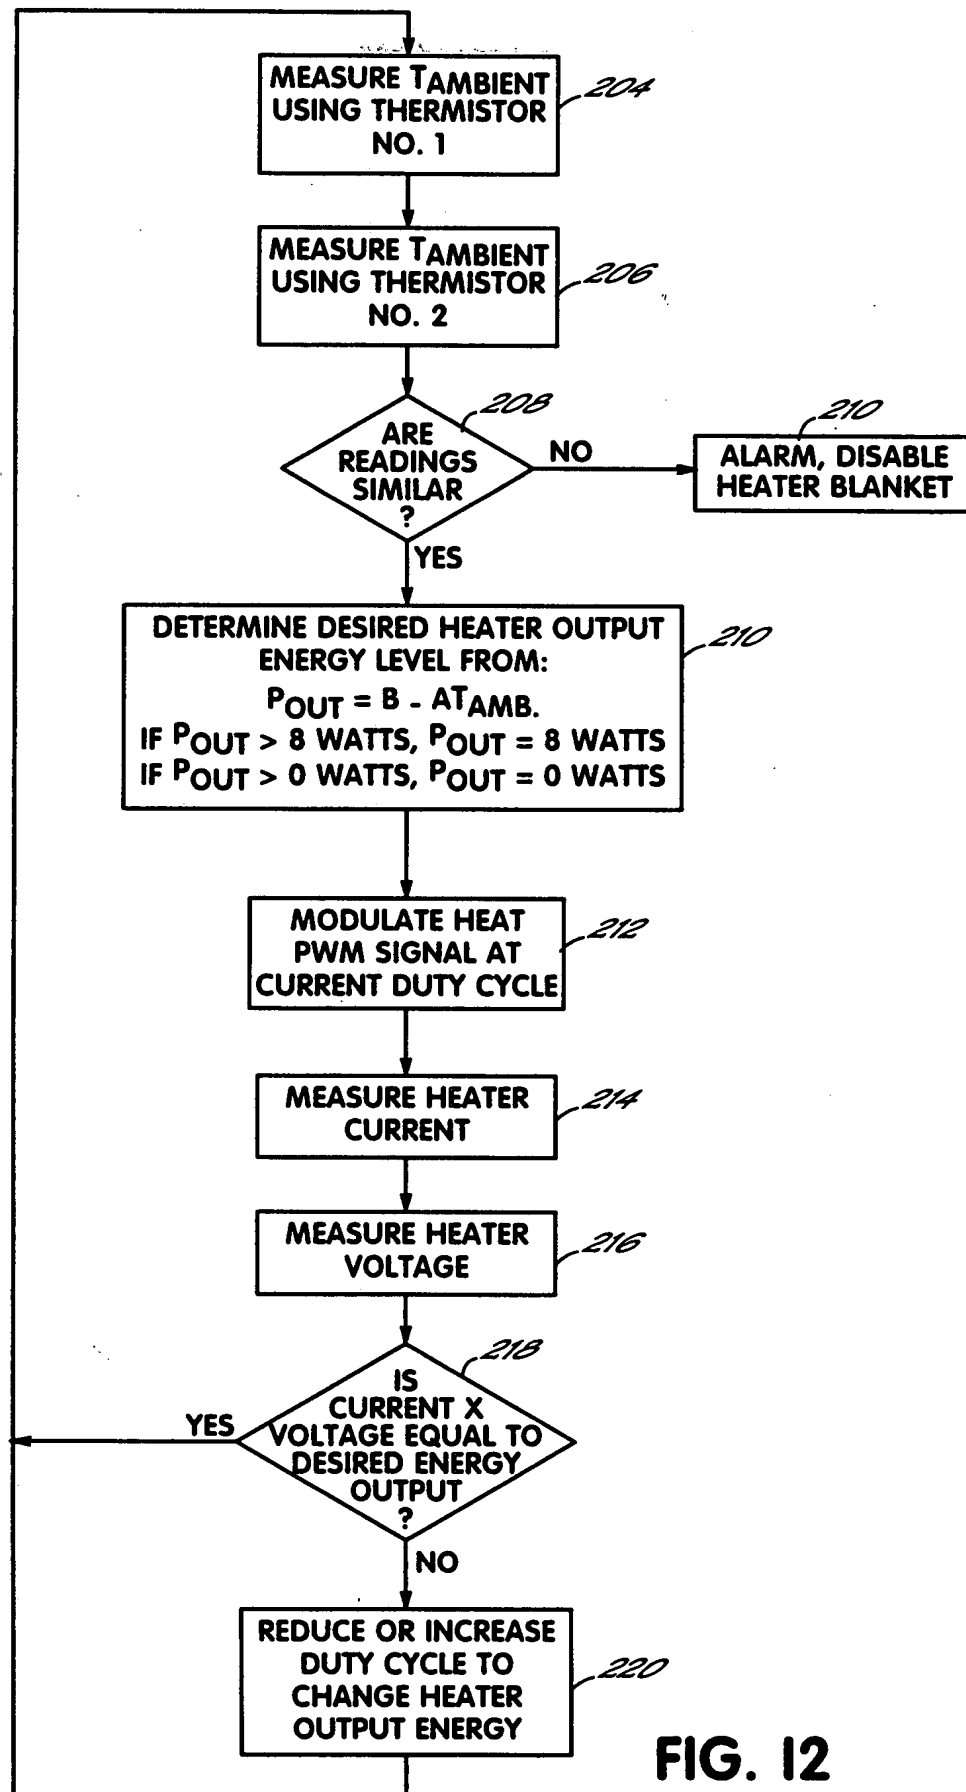 MEASURE TAMBIENT
USING THERMISTOR
NO. 1
204
MEASURE TAMBIENT
USING THERMISTOR
NO. 2
206
208
ARE
READINGS
SIMILAR
?
NO
210
ALARM, DISABLE
HEATER BLANKET
YES
DETERMINE DESIRED HEATER OUTPUT
ENERGY LEVEL FROM:
POUT = B - ATAMB.
IF POUT > 8 WATTS, POUT = 8 WATTS
IF POUT > 0 WATTS, POUT = 0 WATTS
210
MODULATE HEAT
PWM SIGNAL AT
CURRENT DUTY CYCLE
212
MEASURE HEATER
CURRENT
214
MEASURE HEATER
VOLTAGE
216
218
IS
CURRENT X
VOLTAGE EQUAL TO
DESIRED ENERGY
OUTPUT
?
YES
NO
REDUCE OR INCREASE
DUTY CYCLE TO
CHANGE HEATER
OUTPUT ENERGY
220
FIG. 12